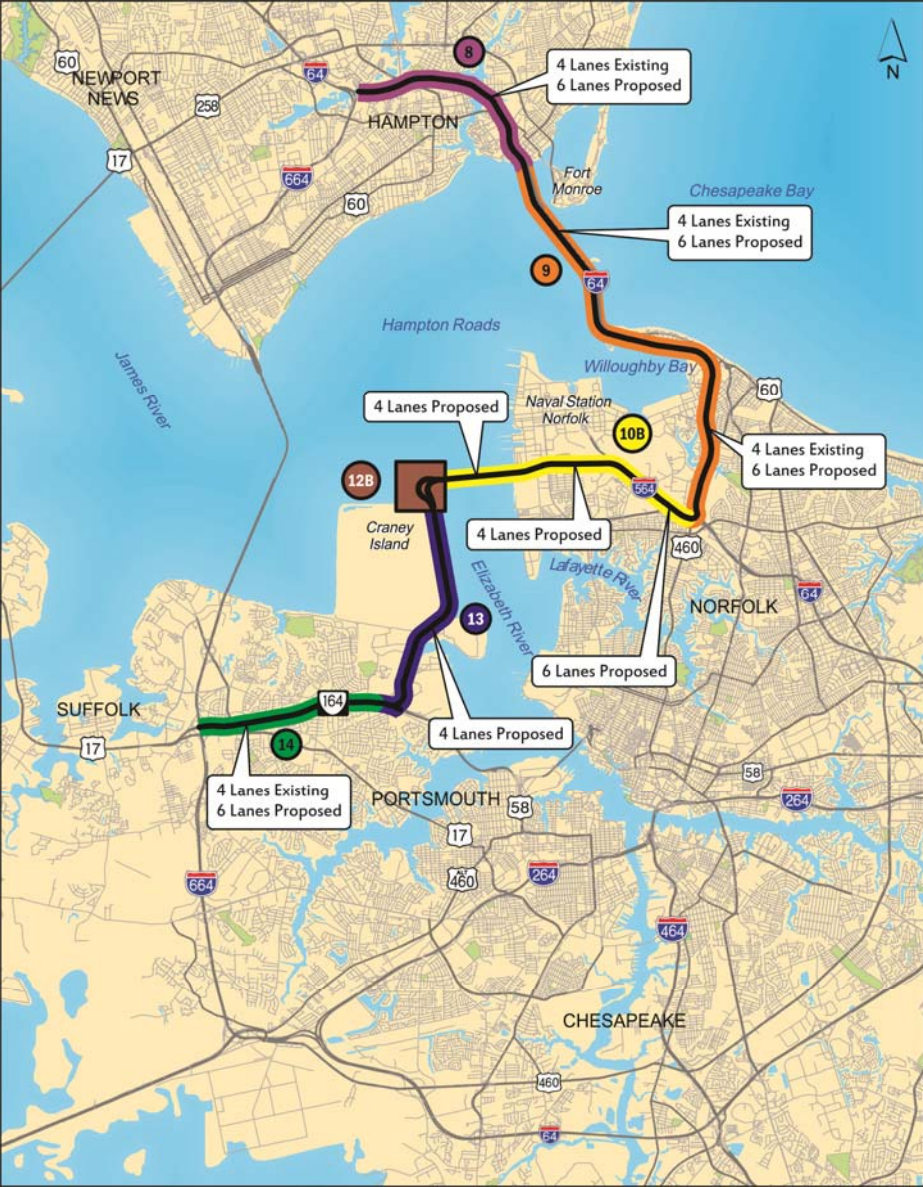 8
4 Lanes Existing
6 Lanes Proposed
N
60
NEWPORT
NEWS
64
258
HAMPTON
17
664
60
Fort
Monroe
Chesapeake Bay
4 Lanes Existing
6 Lanes Proposed
9
64
Hampton Roads
James River
Willoughby Bay
60
4 Lanes Proposed
Naval Station
Norfolk
10B
4 Lanes Existing
6 Lanes Proposed
12B
564
Craney
Island
4 Lanes Proposed
460
Elizabeth River
Lafayette River
64
NORFOLK
13
6 Lanes Proposed
SUFFOLK
164
17
14
4 Lanes Proposed
4 Lanes Existing
6 Lanes Proposed
PORTSMOUTH
58
58
264
17
664
ALT
460
264
464
CHESAPEAKE
460
64